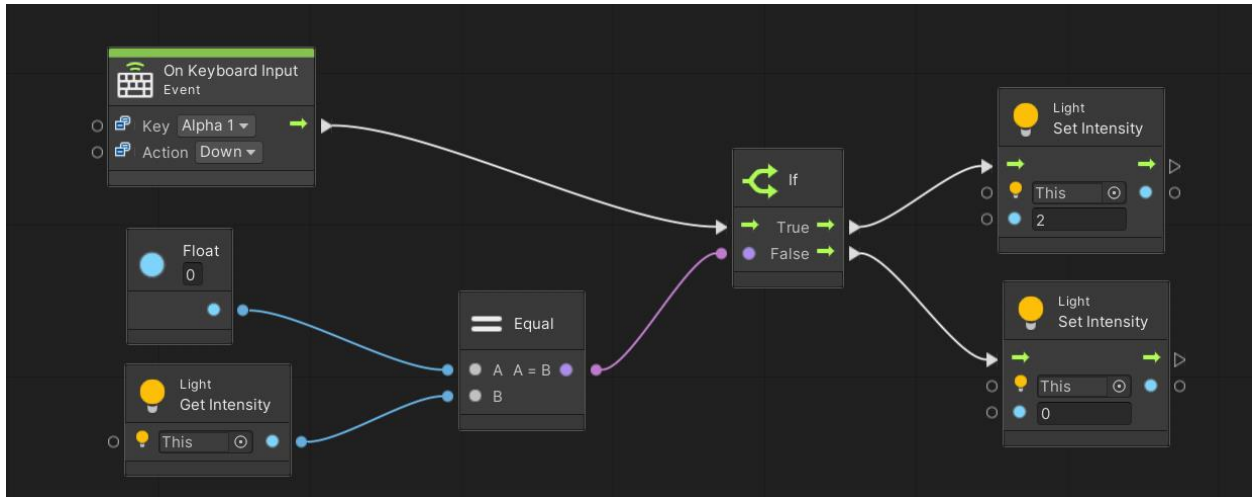 On Keyboard Input
Event
Key Alpha 1
Action Down
Float
0
Light
Get Intensity
This
Equal
A A = B
B
If
True
False
Light
Set Intensity
This
2
Light
Set Intensity
This
0